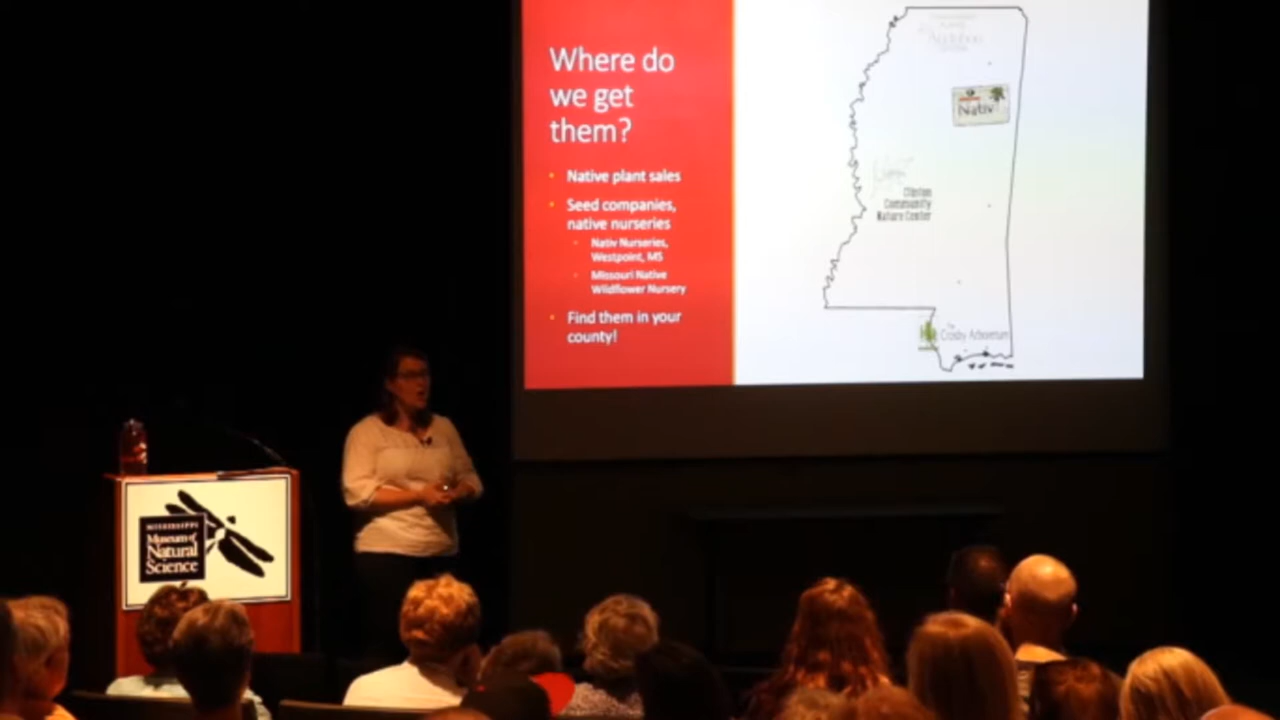 Where do
we get
them?
Native plant sales
Seed companies,
native nurseries
Nativ Nurseries,
Westpoint, MS
Missouri Native
Wildflower Nursery
Find them in your
county!
Audubon
Nativ
Clinton
Community
Nature Center
The
Crosby Arboretum
MISSISSIPPI
Museum of
Natural
Science